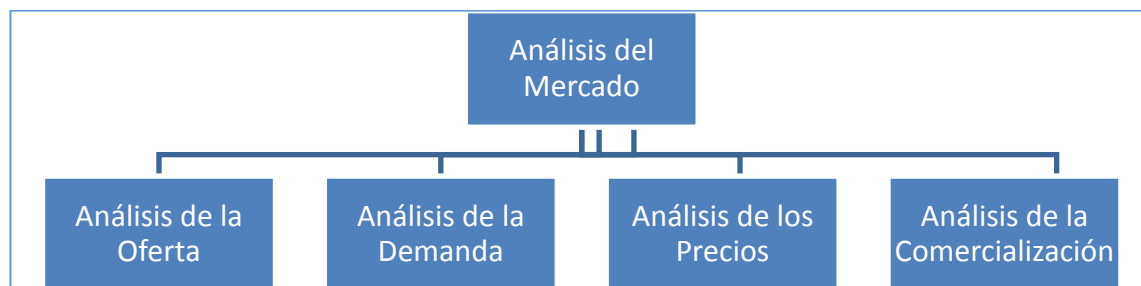 Análisis del
Mercado
Análisis de la
Oferta
Análisis de la
Demanda
Análisis de los
Precios
Análisis de la
Comercialización